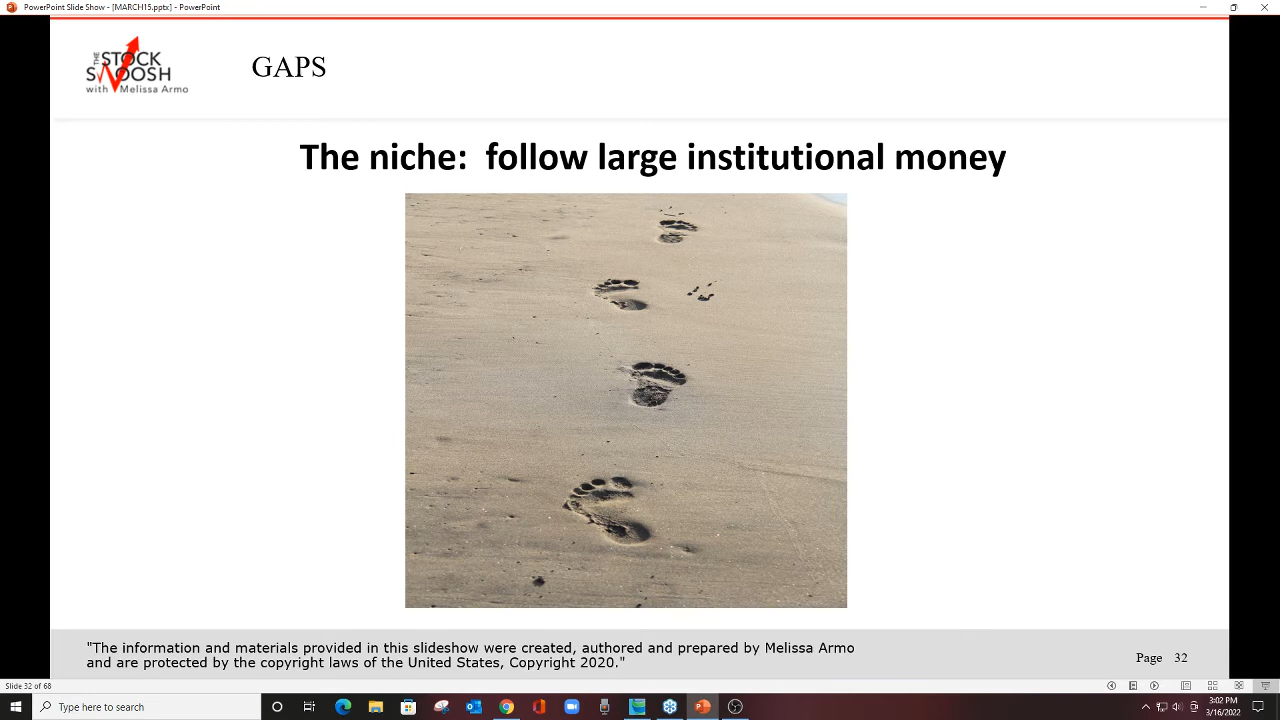 PowerPoint Slide Show - [MARCH15.pptx] - PowerPoint
THE STOCK
SWOOSH
with Melissa Armo
GAPS
The niche: follow large institutional money
"The information and materials provided in this slideshow were created, authored and prepared by Melissa Armo
and are protected by the copyright laws of the United States, Copyright 2020."
Page 32
Slide 32 of 68
Type here to search
3:02 PM
3/16/2022